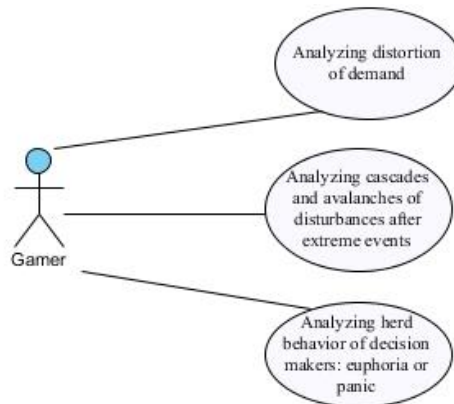 Analyzing distortion
of demand
Analyzing cascades
and avalanches of
disturbances after
extreme events
Gamer
Analyzing herd
behavior of decision
makers: euphoria or
panic